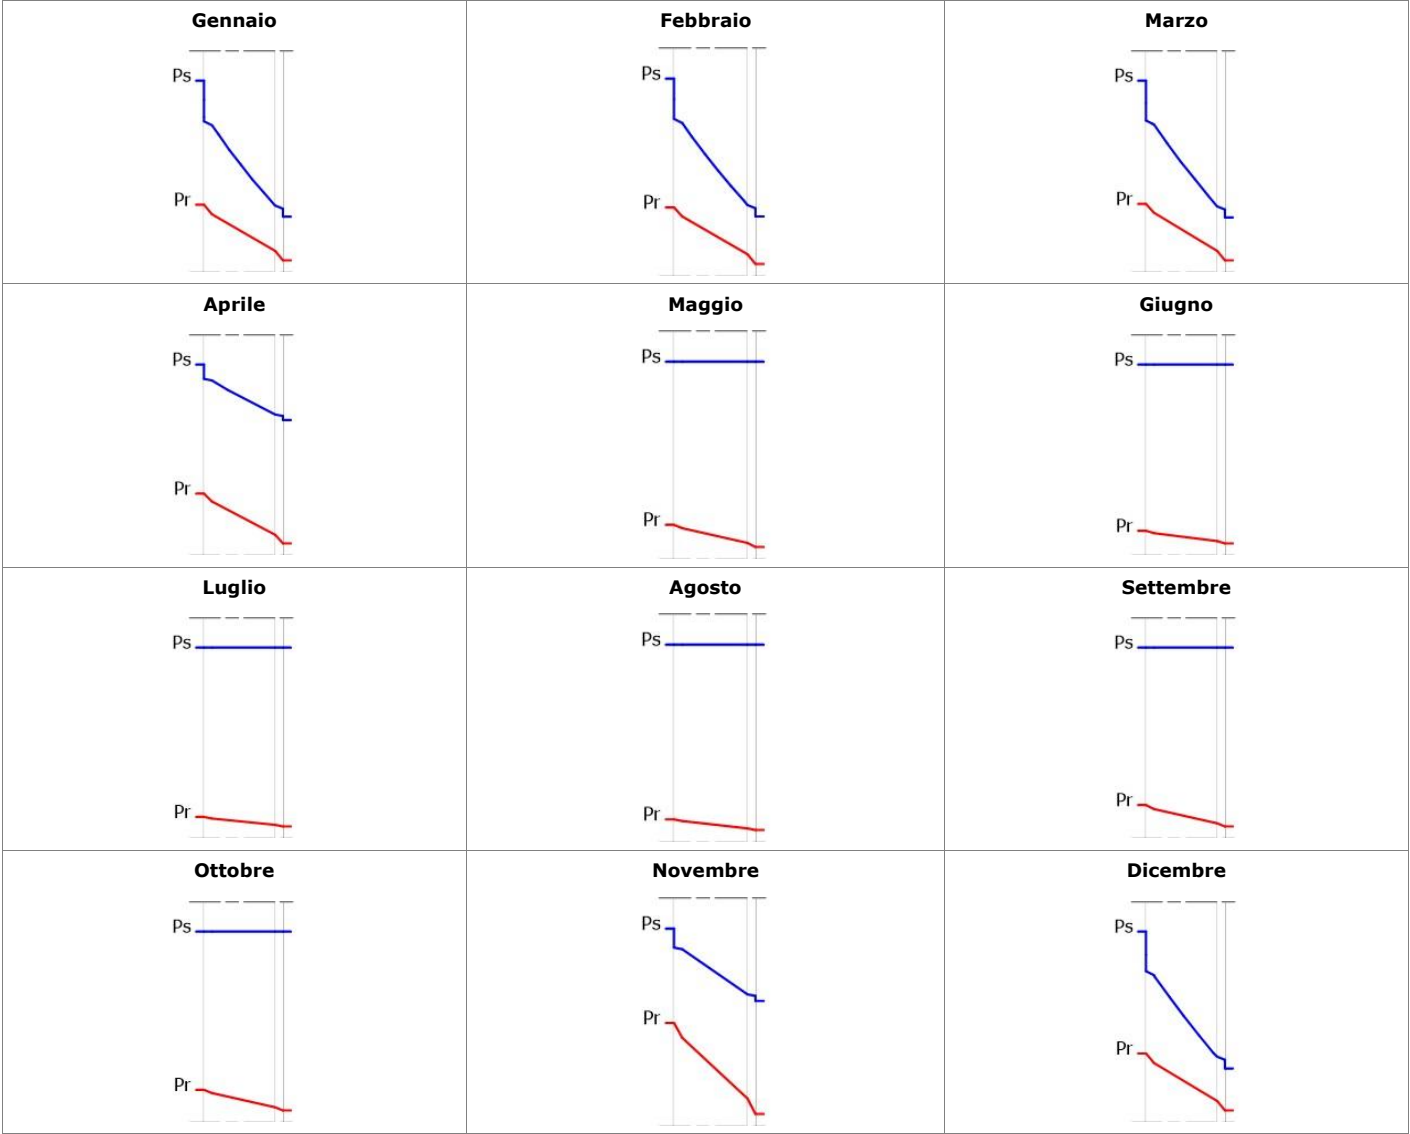 Gennaio Febbraio Marzo
Ps Ps Ps
Pr Pr Pr
Aprile Maggio Giugno
Ps Ps Ps
Pr Pr Pr
Luglio Agosto Settembre
Ps Ps Ps
Pr Pr Pr
Ottobre Novembre Dicembre
Ps Ps Ps
Pr Pr Pr